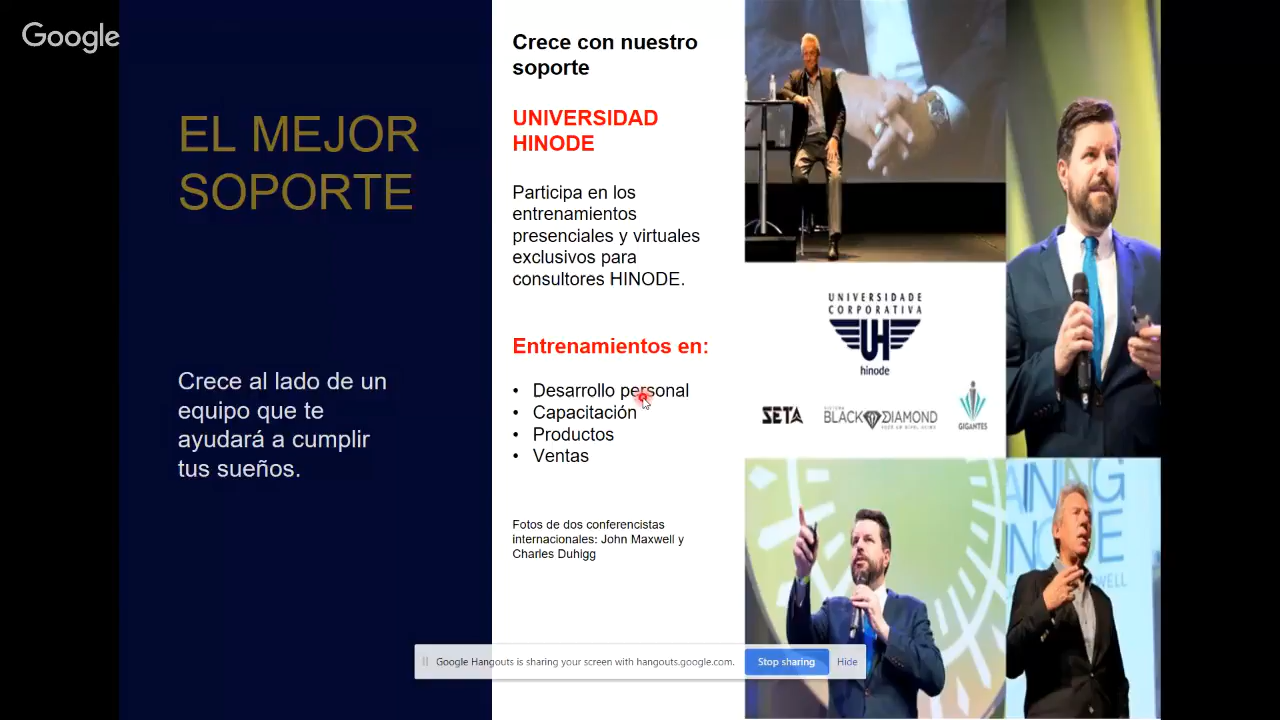 Google
EL MEJOR
SOPORTE
Crece al lado de un
equipo que te
ayudará a cumplir
tus sueños.
Crece con nuestro
soporte
UNIVERSIDAD
HINODE
Participa en los
entrenamientos
presenciales y virtuales
exclusivos para
consultores HINODE.
Entrenamientos en:
• Desarrollo personal
• Capacitación
• Productos
• Ventas
Fotos de dos conferencistas
internacionales: John Maxwell y
Charles Duhigg
UNIVERSIDADE
CORPORATIVA
UH
hinode
SETA
SISTEMA
BLACK DIAMOND
GIGANTES
AINING
INODE
WELL
Google Hangouts is sharing your screen with hangouts.google.com.
Stop sharing
Hide